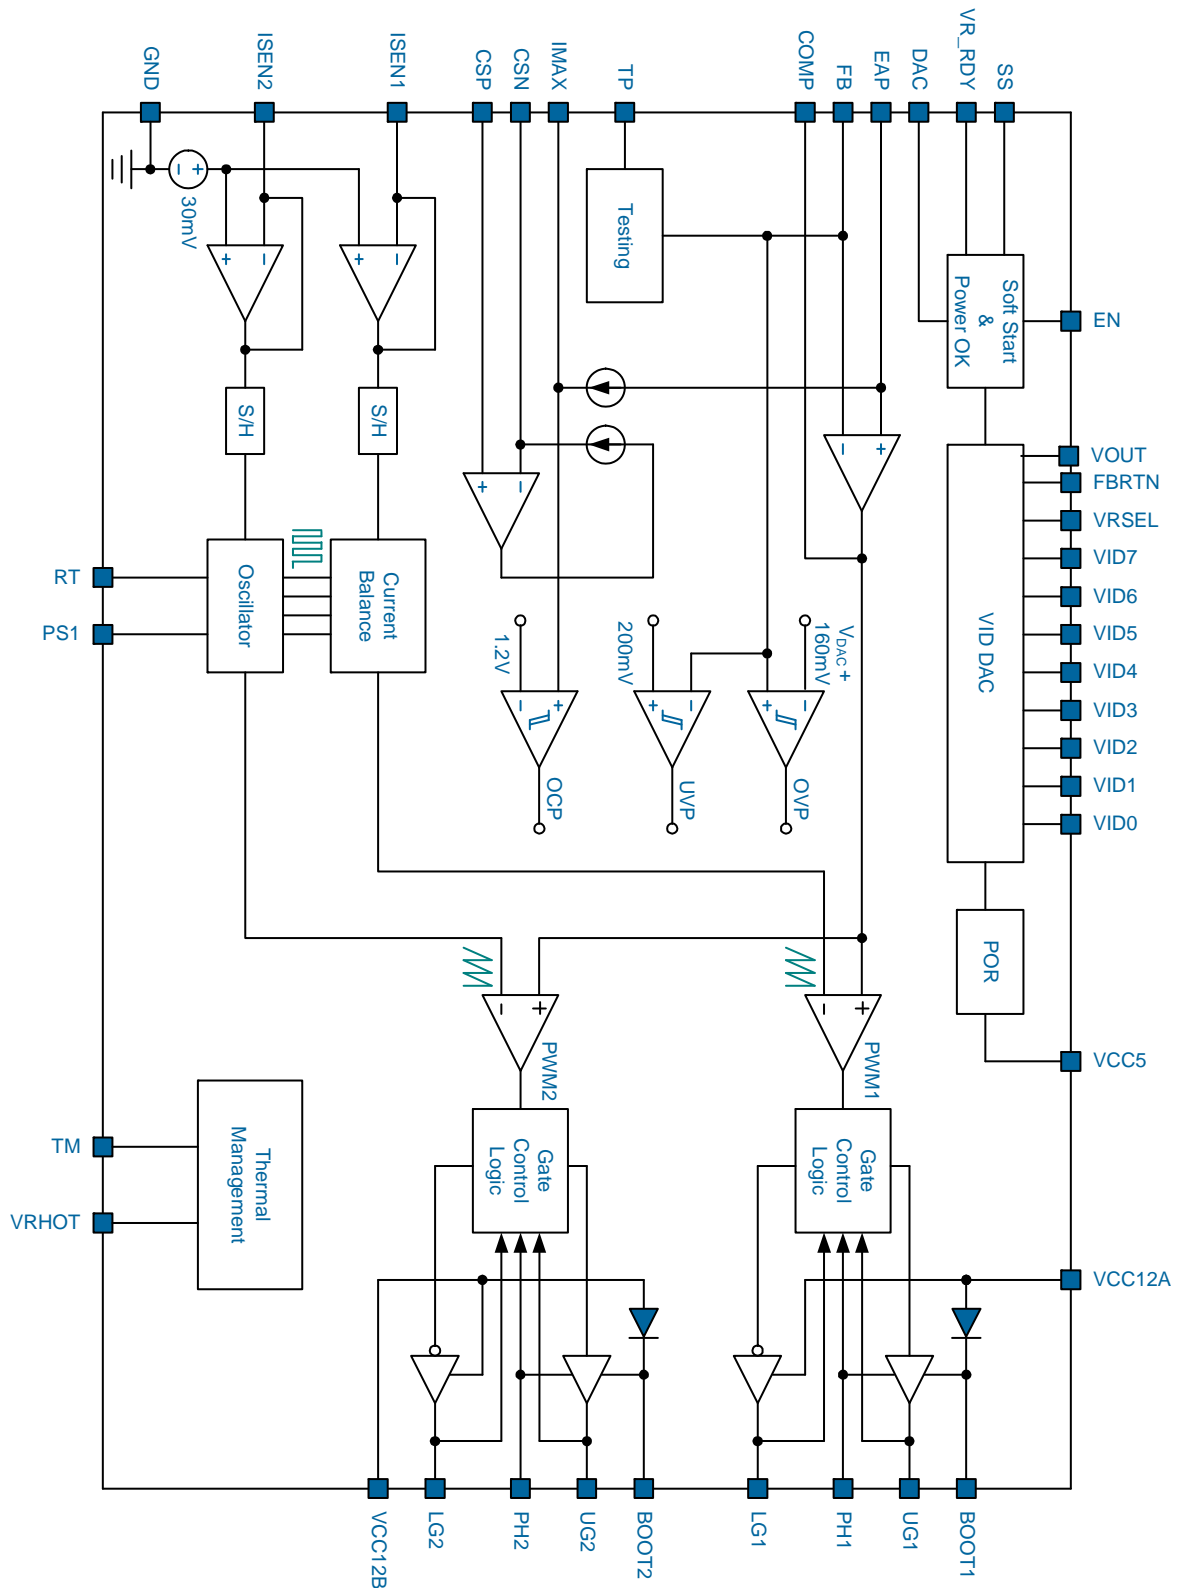 GND
ISEN2
ISEN1
CSP
CSN
IMAX
TP
COMP
FB
EAP
DAC
VR_RDY
SS
30mV
Testing
Soft Start
&
Power OK
EN
+
−
+
−
S/H
S/H
−
+
+
−
−
+
VOUT
FBRTN
VRSEL
VID7
VID6
VID5
VID4
VID3
VID2
VID1
VID0
VID DAC
RT
PS1
Oscillator
Current
Balance
1.2V
200mV
VDAC +
160mV
−
+
+
−
+
−
OCP
UVP
OVP
POR
−
+
−
+
PWM2
PWM1
VCC5
TM
VRHOT
Thermal
Management
Gate
Control
Logic
Gate
Control
Logic
VCC12A
VCC12B
LG2
PH2
UG2
BOOT2
LG1
PH1
UG1
BOOT1